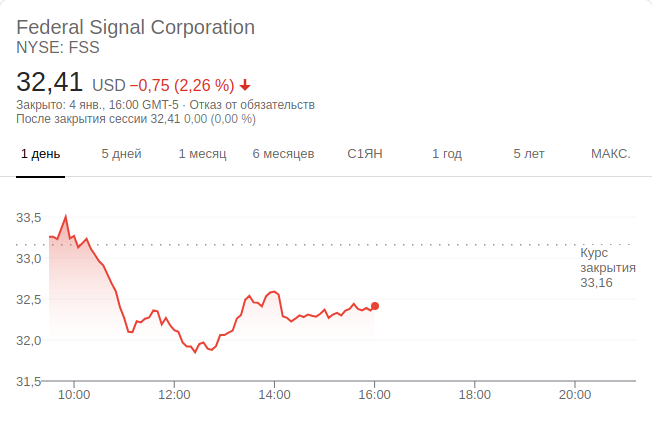 Federal Signal Corporation
NYSE: FSS
32,41 USD −0,75 (2,26 %)
Закрыто: 4 янв., 16:00 GMT-5 · Отказ от обязательств
После закрытия сессии 32,41 0,00 (0,00 %)
1 день 5 дней 1 месяц 6 месяцев С1ЯН 1 год 5 лет МАКС.
33,5
33,0
32,5
32,0
31,5
Курс
закрытия
33,16
10:00 12:00 14:00 16:00 18:00 20:00